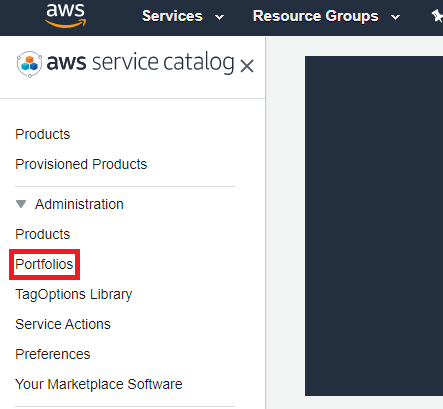 aws Services Resource Groups
aws service catalog
Products
Provisioned Products
Administration
Products
Portfolios
TagOptions Library
Service Actions
Preferences
Your Marketplace Software